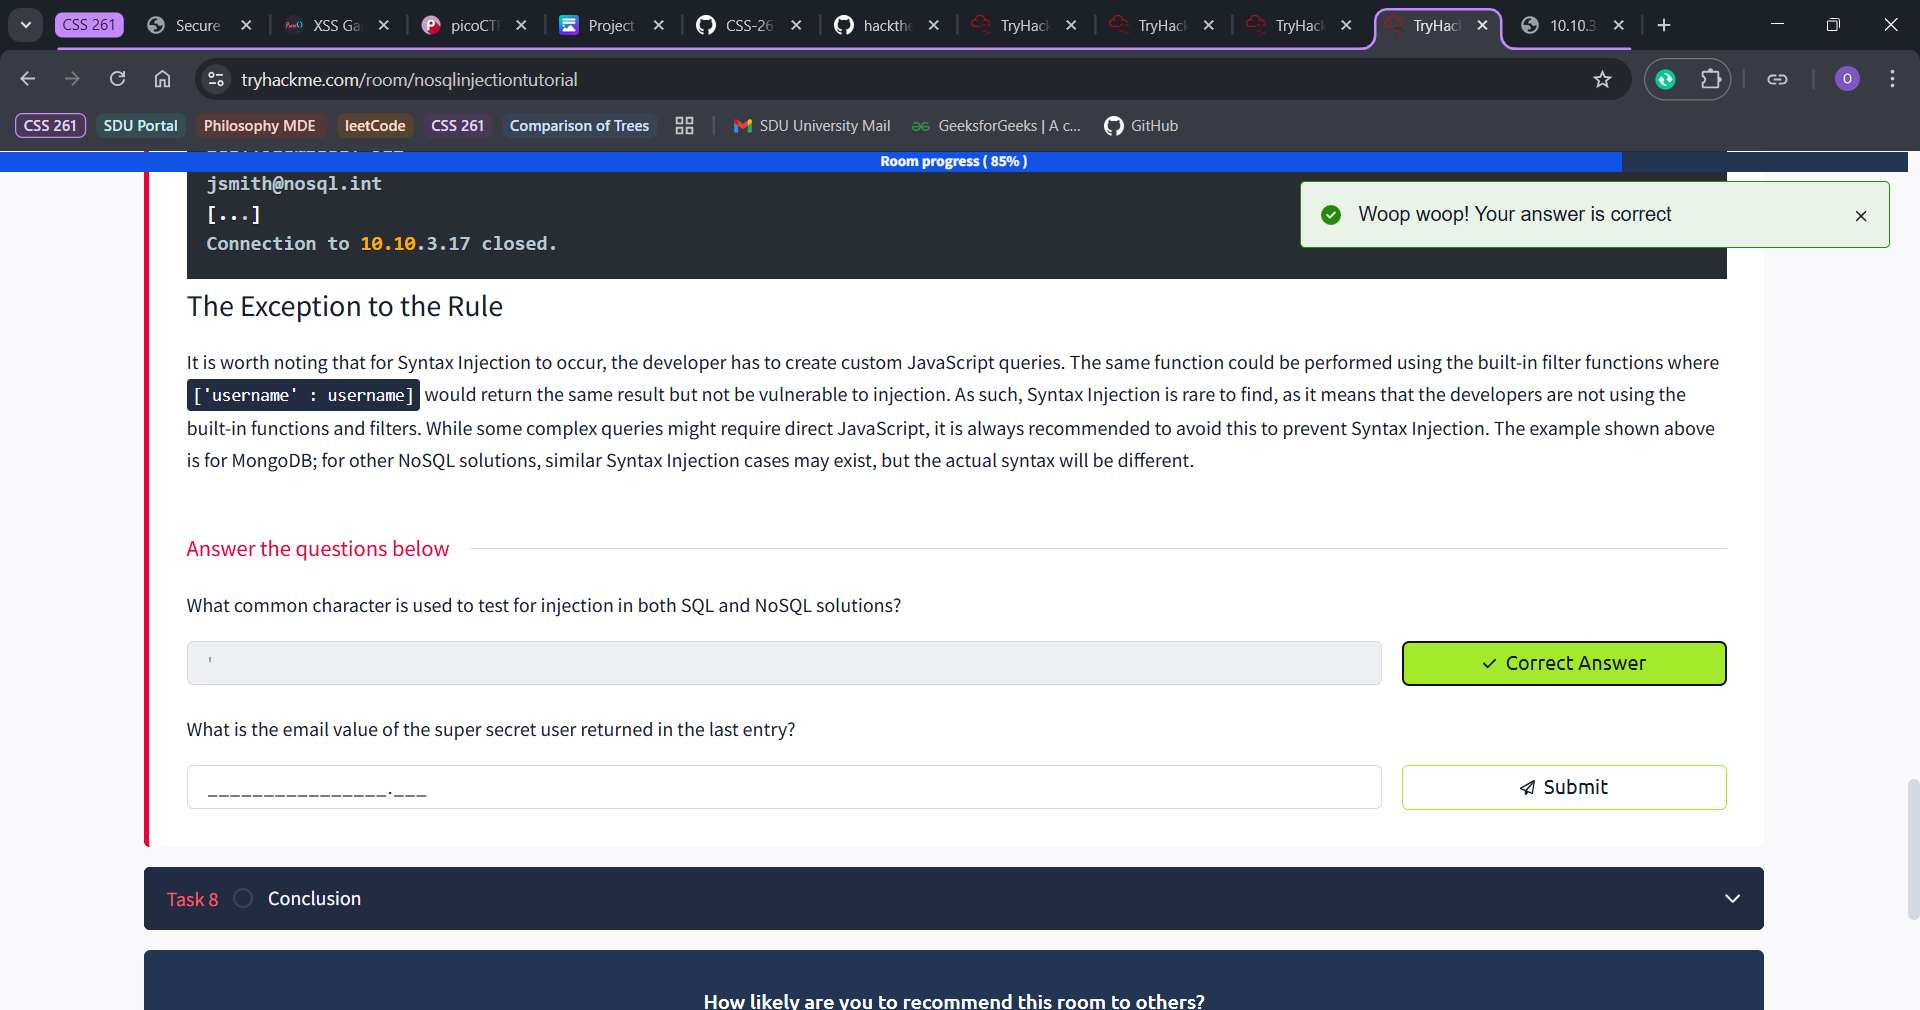 CSS 261
Secure
XSS Ga
picoCTI
Project
CSS-26
hackthe
TryHack
TryHack
TryHack
TryHack
10.10.3
tryhackme.com/room/nosqlinjectiontutorial
O
CSS 261
SDU Portal
Philosophy MDE
leetCode
CSS 261
Comparison of Trees
SDU University Mail
GeeksforGeeks | A c...
GitHub
Room progress ( 85% )
jsmith@nosql.int
[...]
Connection to 10.10.3.17 closed.
Woop woop! Your answer is correct
The Exception to the Rule
It is worth noting that for Syntax Injection to occur, the developer has to create custom JavaScript queries. The same function could be performed using the built-in filter functions where
['username' : username] would return the same result but not be vulnerable to injection. As such, Syntax Injection is rare to find, as it means that the developers are not using the
built-in functions and filters. While some complex queries might require direct JavaScript, it is always recommended to avoid this to prevent Syntax Injection. The example shown above
is for MongoDB; for other NoSQL solutions, similar Syntax Injection cases may exist, but the actual syntax will be different.
Answer the questions below
What common character is used to test for injection in both SQL and NoSQL solutions?
'
Correct Answer
What is the email value of the super secret user returned in the last entry?
________________.___
Submit
Task 8
Conclusion
How likely are you to recommend this room to others?